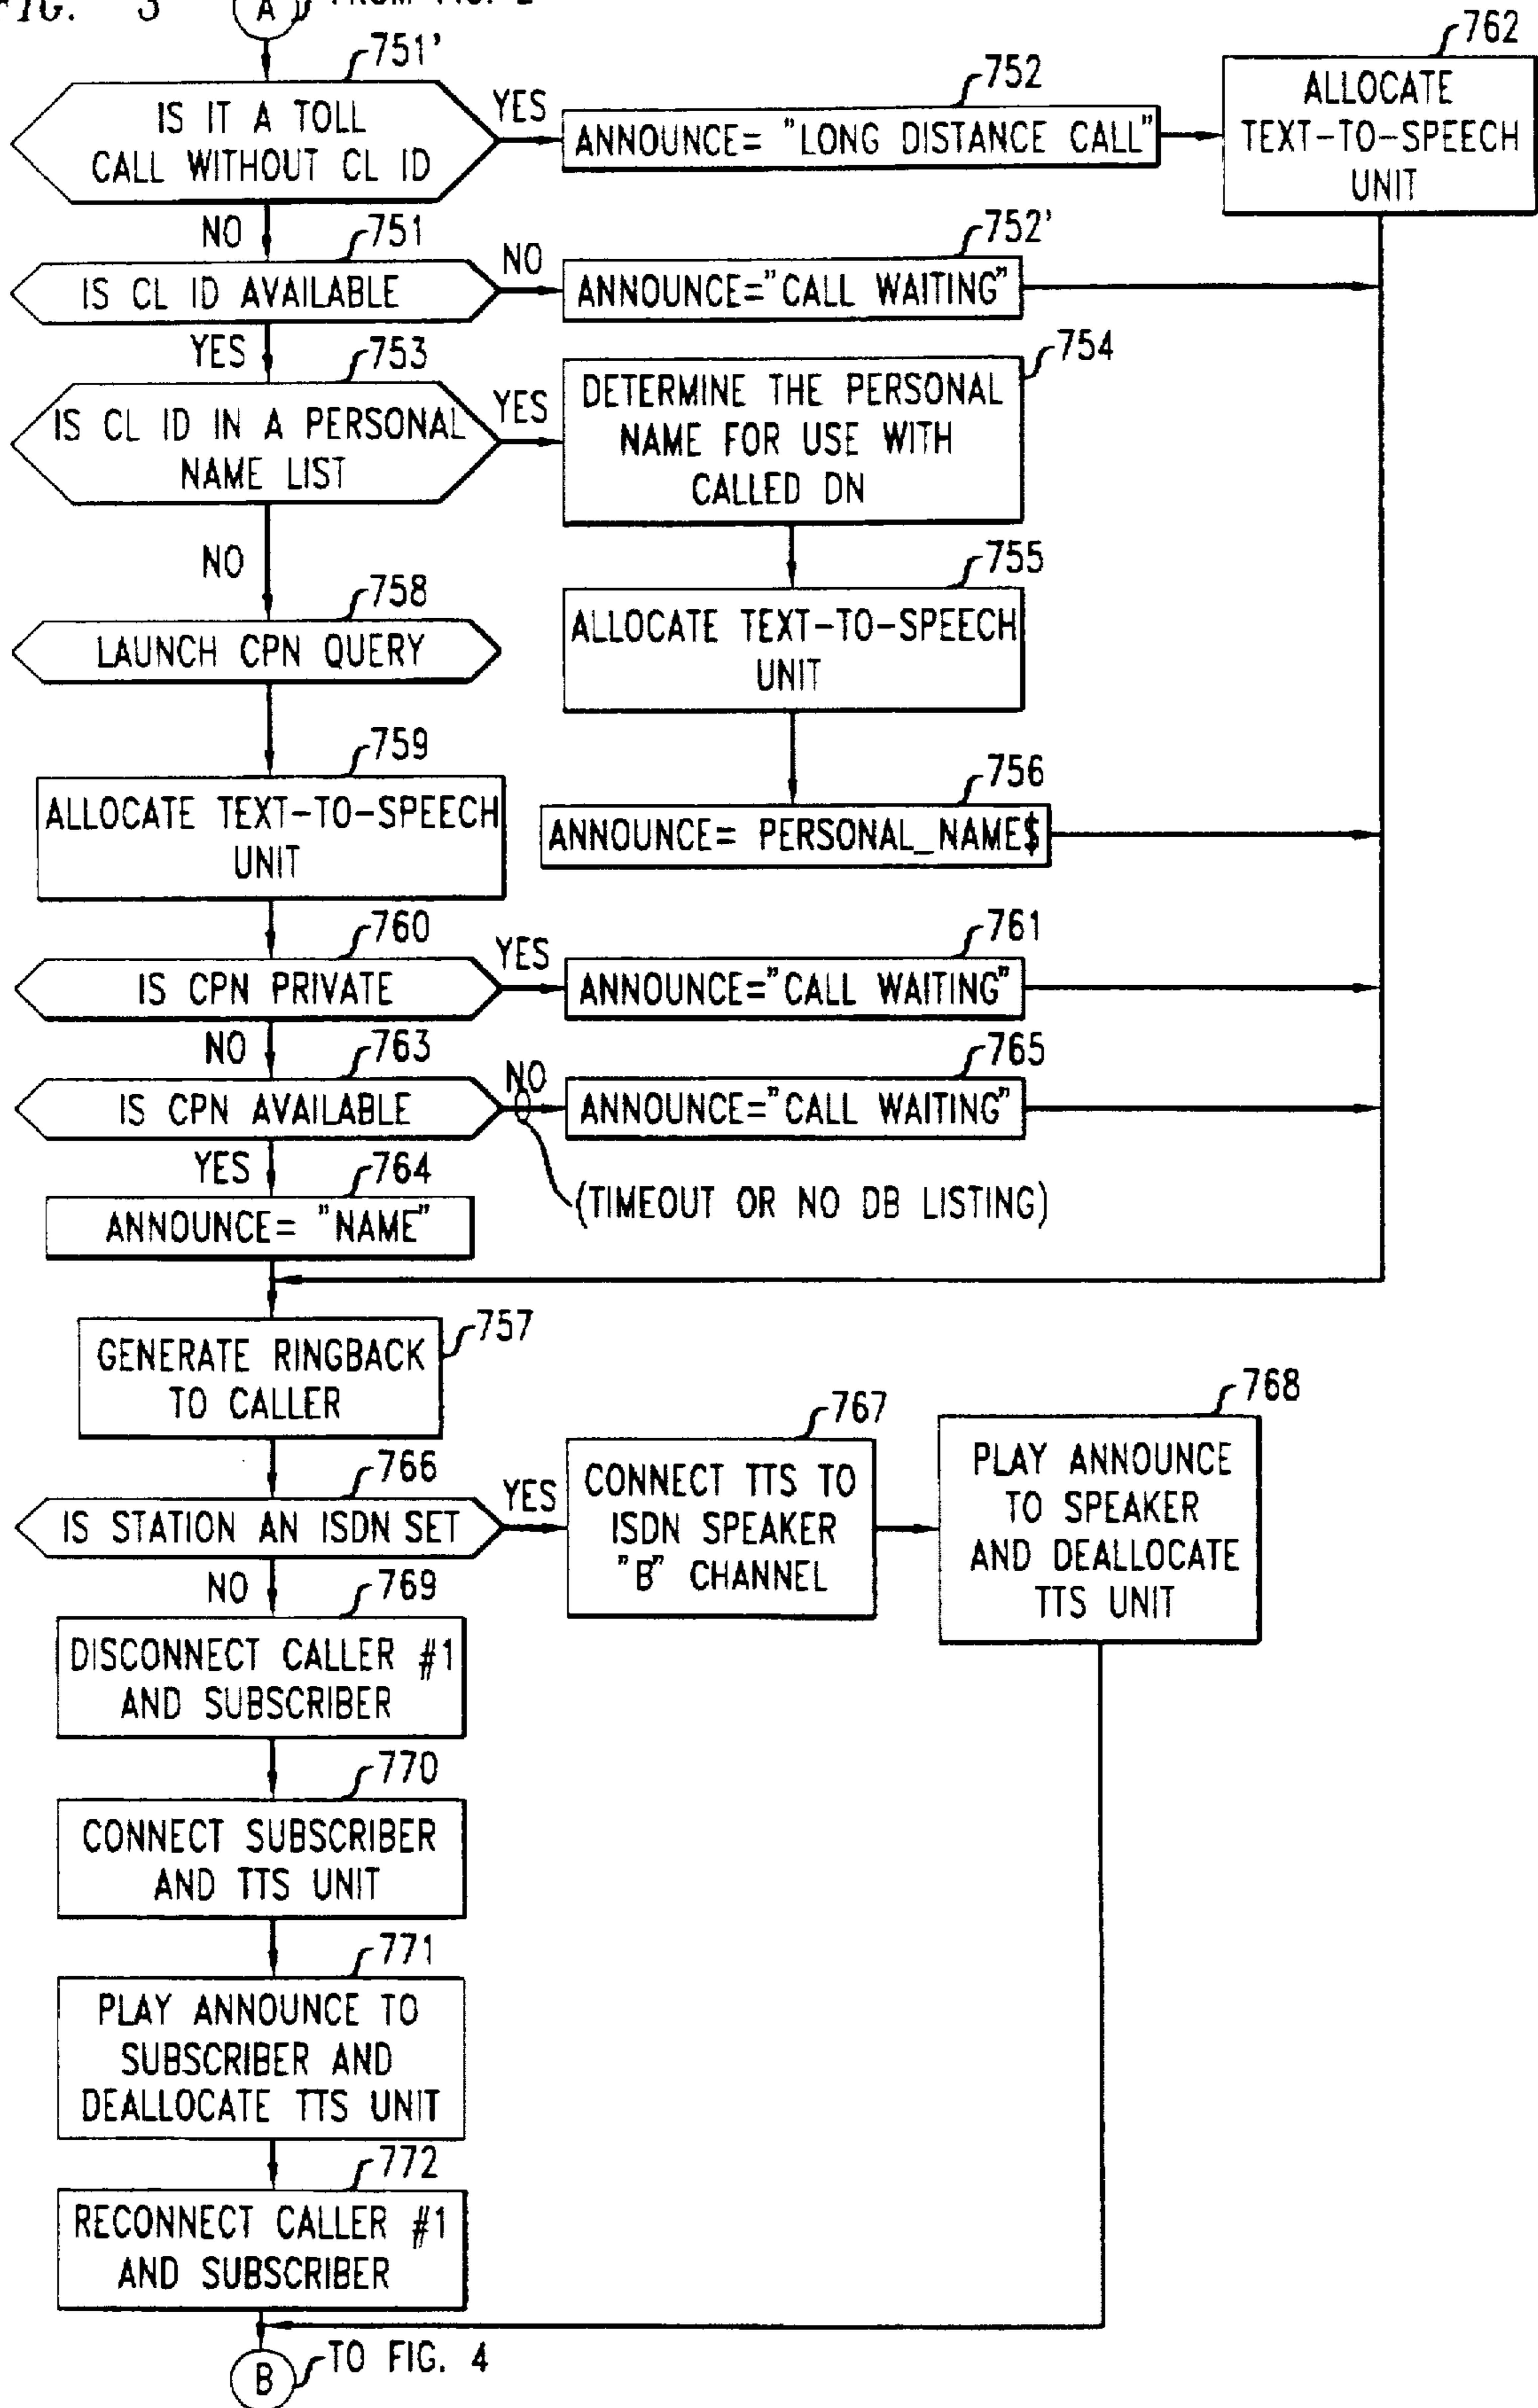 FIG. 3
A
FROM FIG. 2
751'
IS IT A TOLL
CALL WITHOUT CL ID
YES
752
ANNOUNCE= "LONG DISTANCE CALL"
762
ALLOCATE
TEXT-TO-SPEECH
UNIT
NO
751
IS CL ID AVAILABLE
NO
752'
ANNOUNCE="CALL WAITING"
YES
753
IS CL ID IN A PERSONAL
NAME LIST
YES
754
DETERMINE THE PERSONAL
NAME FOR USE WITH
CALLED DN
NO
755
ALLOCATE TEXT-TO-SPEECH
UNIT
758
LAUNCH CPN QUERY
756
ANNOUNCE= PERSONAL_NAME$
759
ALLOCATE TEXT-TO-SPEECH
UNIT
760
IS CPN PRIVATE
YES
761
ANNOUNCE="CALL WAITING"
NO
763
IS CPN AVAILABLE
NO
765
ANNOUNCE="CALL WAITING"
(TIMEOUT OR NO DB LISTING)
YES
764
ANNOUNCE= "NAME"
757
GENERATE RINGBACK
TO CALLER
766
IS STATION AN ISDN SET
YES
767
CONNECT TTS TO
ISDN SPEAKER
"B" CHANNEL
768
PLAY ANNOUNCE
TO SPEAKER
AND DEALLOCATE
TTS UNIT
NO
769
DISCONNECT CALLER #1
AND SUBSCRIBER
770
CONNECT SUBSCRIBER
AND TTS UNIT
771
PLAY ANNOUNCE TO
SUBSCRIBER AND
DEALLOCATE TTS UNIT
772
RECONNECT CALLER #1
AND SUBSCRIBER
B
TO FIG. 4